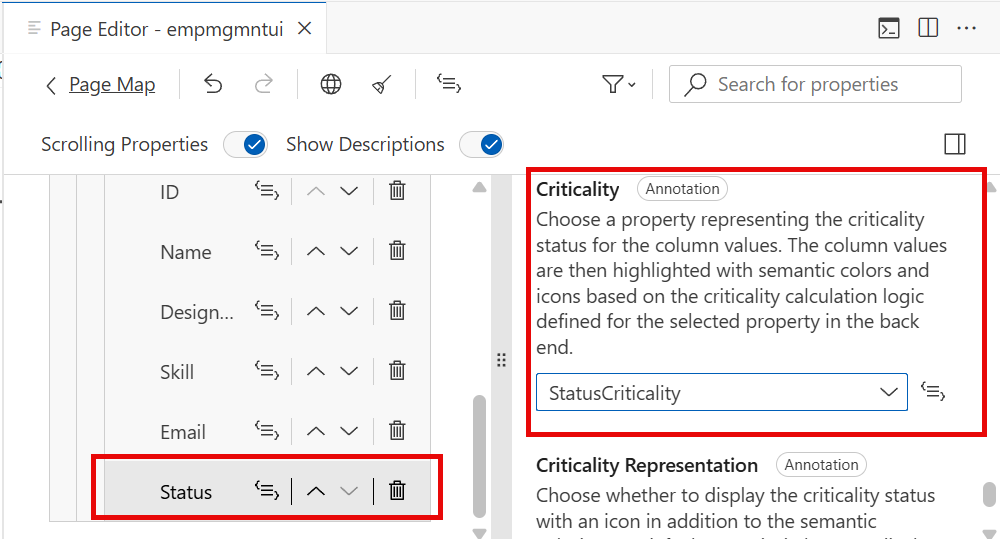 Page Editor - empmgmntui
Page Map
Search for properties
Scrolling Properties
Show Descriptions
ID
Name
Design...
Skill
Email
Status
Criticality
Annotation
Choose a property representing the criticality
status for the column values. The column values
are then highlighted with semantic colors and
icons based on the criticality calculation logic
defined for the selected property in the back
end.
StatusCriticality
Criticality Representation
Annotation
Choose whether to display the criticality status
with an icon in addition to the semantic